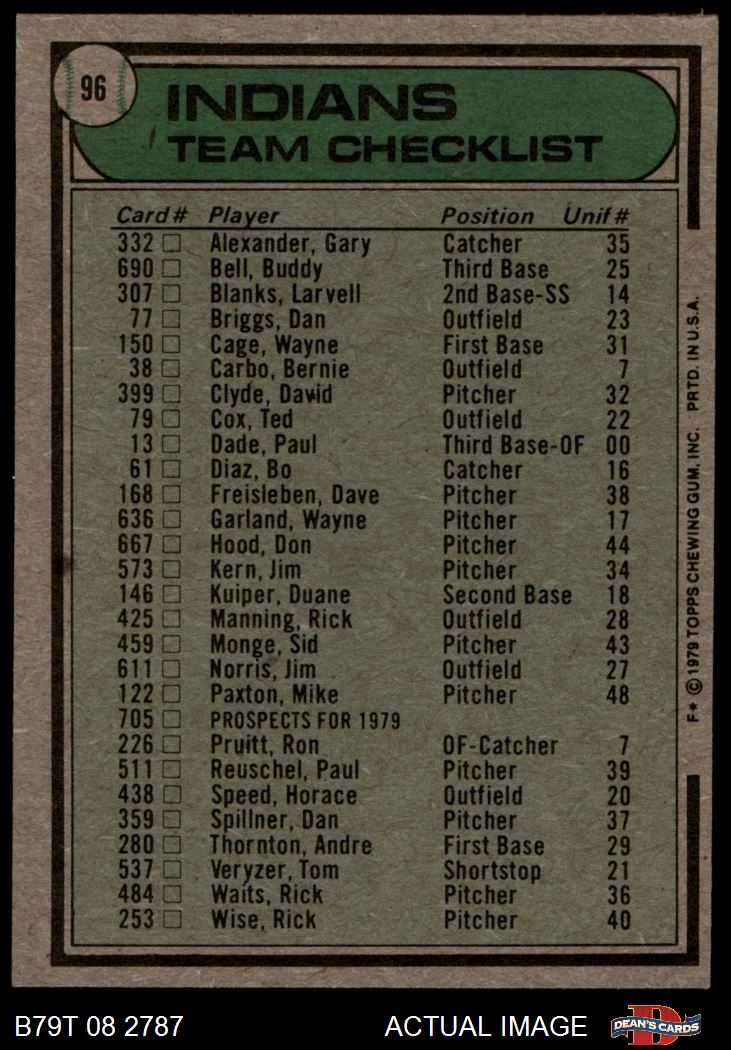 96
INDIANS
TEAM CHECKLIST
Card# Player Position Unif#
332 Alexander, Gary Catcher 35
690 Bell, Buddy Third Base 25
307 Blanks, Larvell 2nd Base-SS 14
77 Briggs, Dan Outfield 23
150 Cage, Wayne First Base 31
38 Carbo, Bernie Outfield 7
399 Clyde, David Pitcher 32
79 Cox, Ted Outfield 22
13 Dade, Paul Third Base-OF 00
61 Diaz, Bo Catcher 16
168 Freisleben, Dave Pitcher 38
636 Garland, Wayne Pitcher 17
667 Hood, Don Pitcher 44
573 Kern, Jim Pitcher 34
146 Kuiper, Duane Second Base 18
425 Manning, Rick Outfield 28
459 Monge, Sid Pitcher 43
611 Norris, Jim Outfield 27
122 Paxton, Mike Pitcher 48
705 PROSPECTS FOR 1979
226 Pruitt, Ron OF-Catcher 7
511 Reuschel, Paul Pitcher 39
438 Speed, Horace Outfield 20
359 Spillner, Dan Pitcher 37
280 Thornton, Andre First Base 29
537 Veryzer, Tom Shortstop 21
484 Waits, Rick Pitcher 36
253 Wise, Rick Pitcher 40
F* © 1979 TOPPS CHEWING GUM, INC. PRTD. IN U.S.A.
B79T 08 2787 ACTUAL IMAGE DEAN'S CARDS